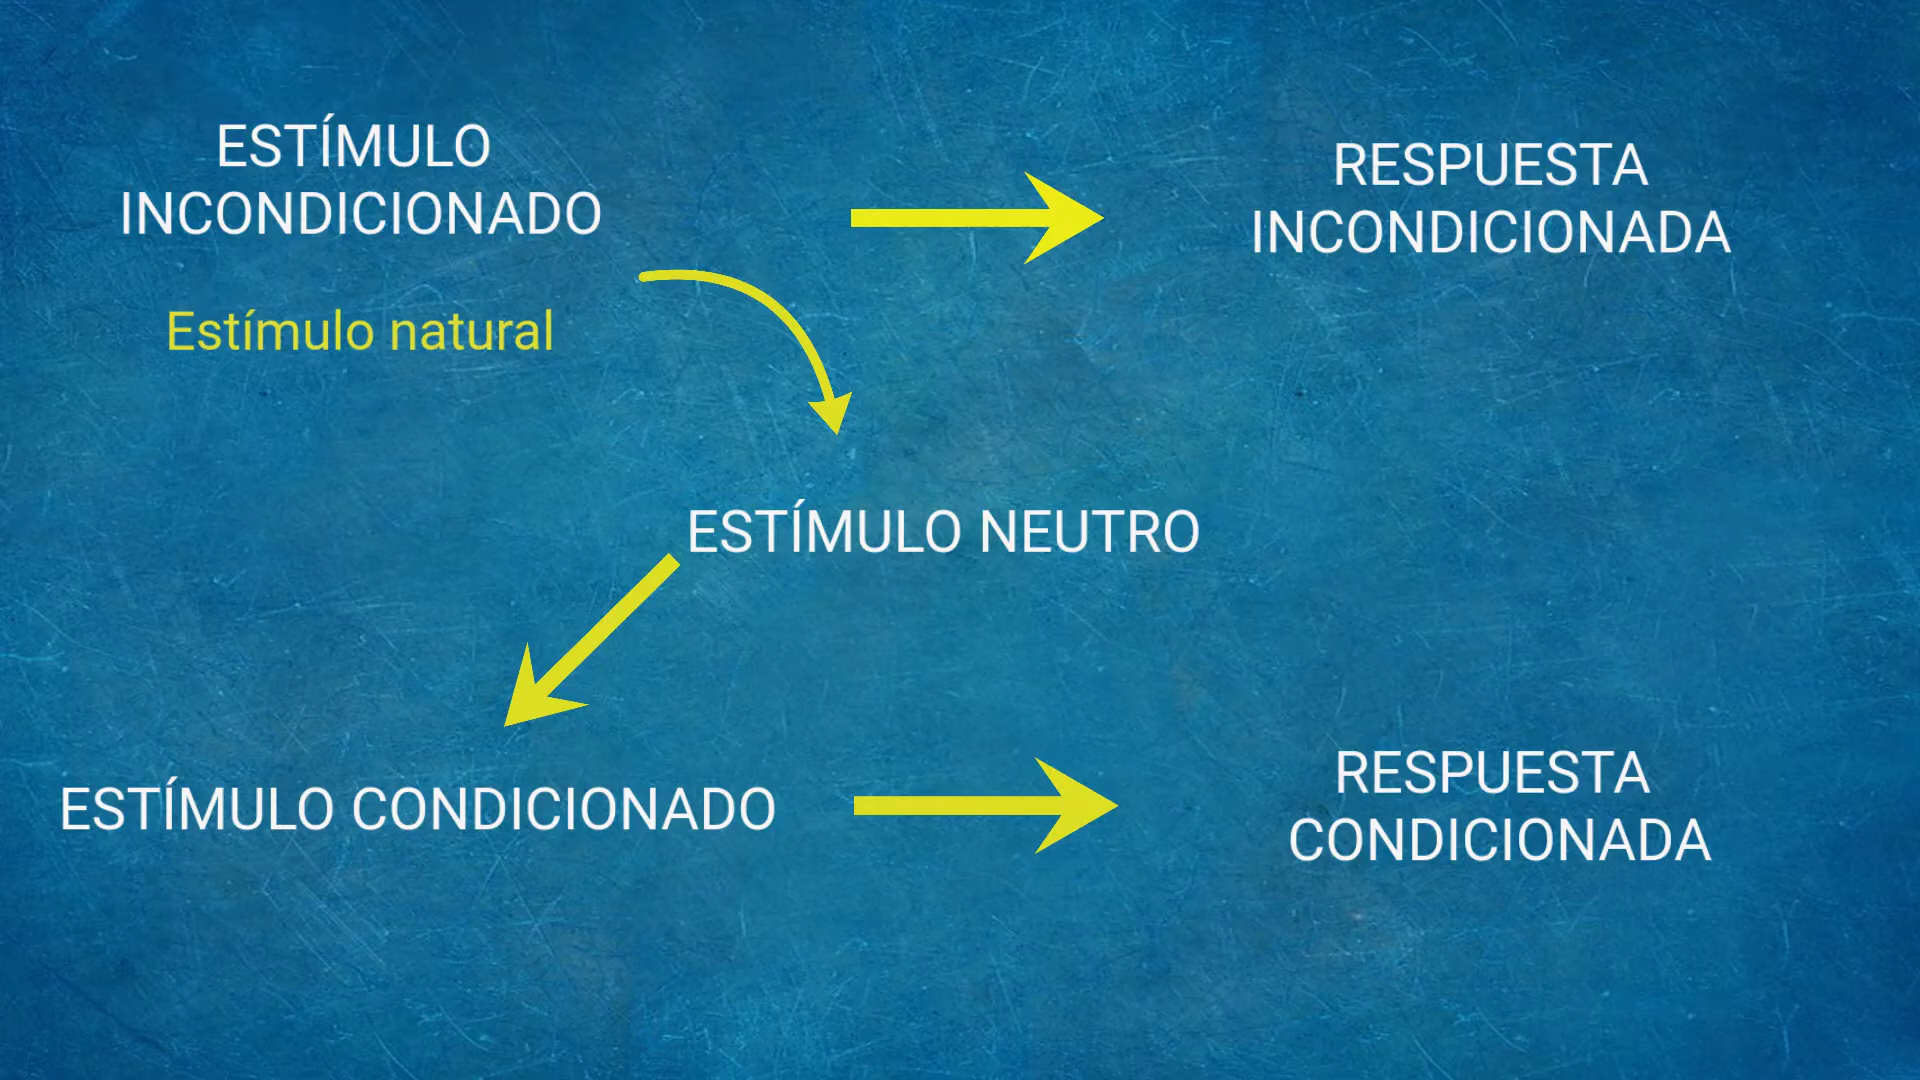 ESTÍMULO
INCONDICIONADO
Estímulo natural
RESPUESTA
INCONDICIONADA
ESTÍMULO NEUTRO
ESTÍMULO CONDICIONADO
RESPUESTA
CONDICIONADA